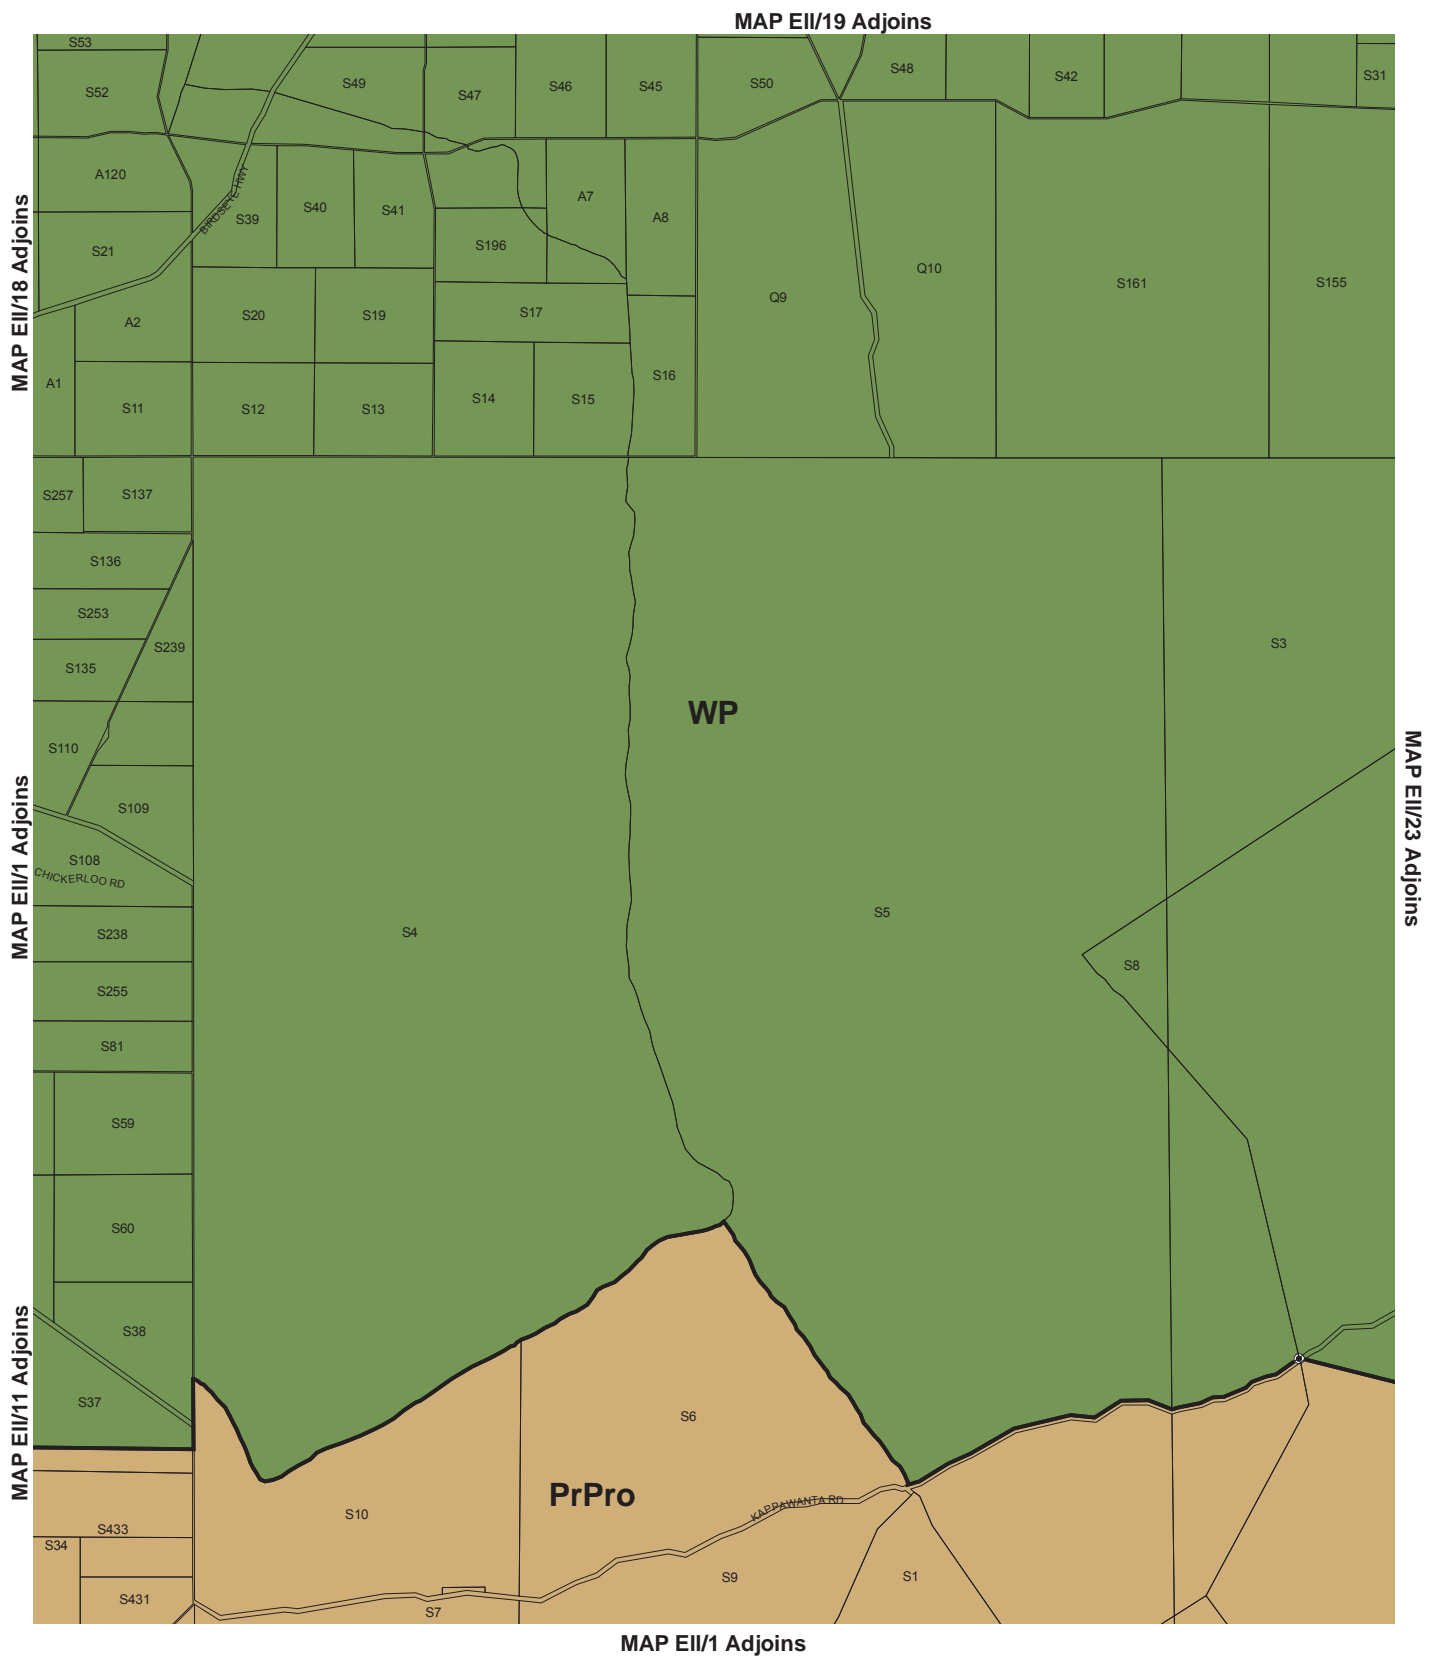 MAP EII/19 Adjoins
S53
S52
S49
S47
S46
S45
S50
S48
S42
S31
A120
S21
BIRDSEYE HWY
S39
S40
S41
S196
A7
A8
Q9
Q10
S161
S155
MAP EII/18 Adjoins
A2
A1
S11
S20
S19
S12
S13
S17
S14
S15
S16
S257
S137
S136
S253
S239
S135
S110
S109
S108
CHICKERLOO RD
MAP EII/1 Adjoins
S238
S255
S81
S59
S60
S38
S37
MAP EII/11 Adjoins
WP
S3
S4
S5
S8
MAP EII/23 Adjoins
S6
PrPro
S10
KAPPAWANTA RD
S433
S34
S431
S7
S9
S1
MAP EII/1 Adjoins